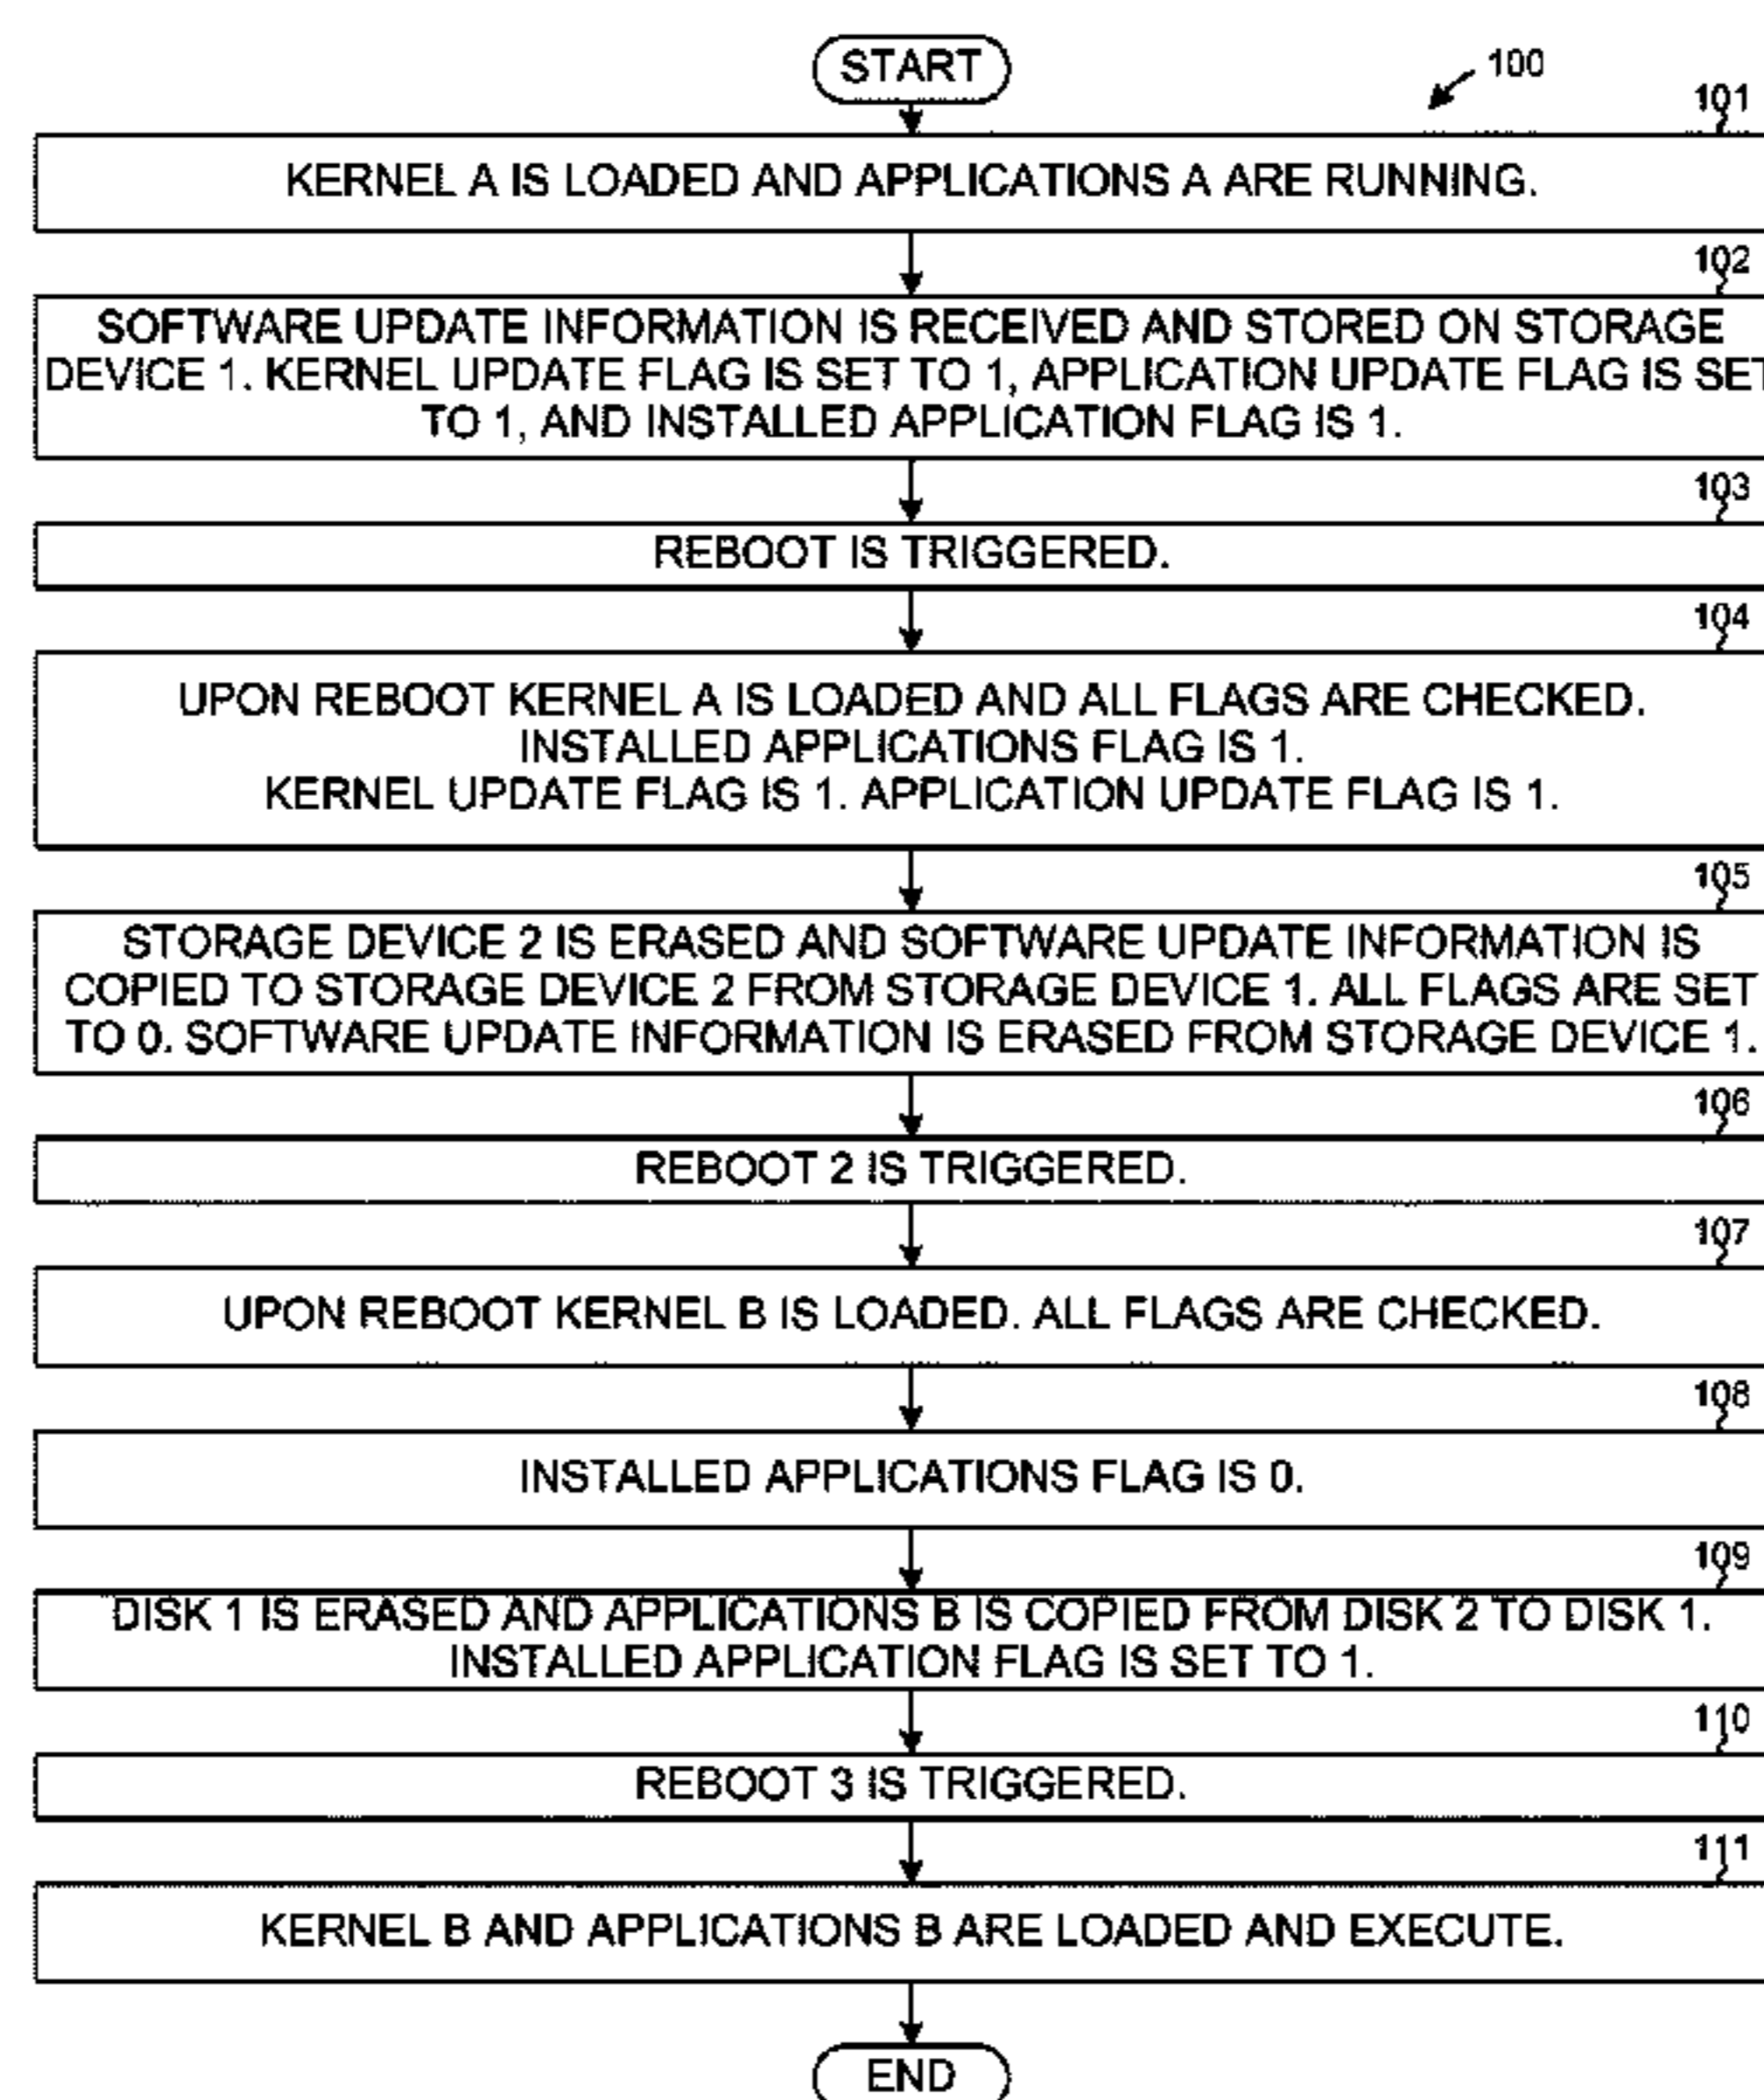 START
100
101
KERNEL A IS LOADED AND APPLICATIONS A ARE RUNNING.
102
SOFTWARE UPDATE INFORMATION IS RECEIVED AND STORED ON STORAGE
DEVICE 1. KERNEL UPDATE FLAG IS SET TO 1, APPLICATION UPDATE FLAG IS SET
TO 1, AND INSTALLED APPLICATION FLAG IS 1.
103
REBOOT IS TRIGGERED.
104
UPON REBOOT KERNEL A IS LOADED AND ALL FLAGS ARE CHECKED.
INSTALLED APPLICATIONS FLAG IS 1.
KERNEL UPDATE FLAG IS 1. APPLICATION UPDATE FLAG IS 1.
105
STORAGE DEVICE 2 IS ERASED AND SOFTWARE UPDATE INFORMATION IS
COPIED TO STORAGE DEVICE 2 FROM STORAGE DEVICE 1. ALL FLAGS ARE SET
TO 0. SOFTWARE UPDATE INFORMATION IS ERASED FROM STORAGE DEVICE 1.
106
REBOOT 2 IS TRIGGERED.
107
UPON REBOOT KERNEL B IS LOADED. ALL FLAGS ARE CHECKED.
108
INSTALLED APPLICATIONS FLAG IS 0.
109
DISK 1 IS ERASED AND APPLICATIONS B IS COPIED FROM DISK 2 TO DISK 1.
INSTALLED APPLICATION FLAG IS SET TO 1.
110
REBOOT 3 IS TRIGGERED.
111
KERNEL B AND APPLICATIONS B ARE LOADED AND EXECUTE.
END